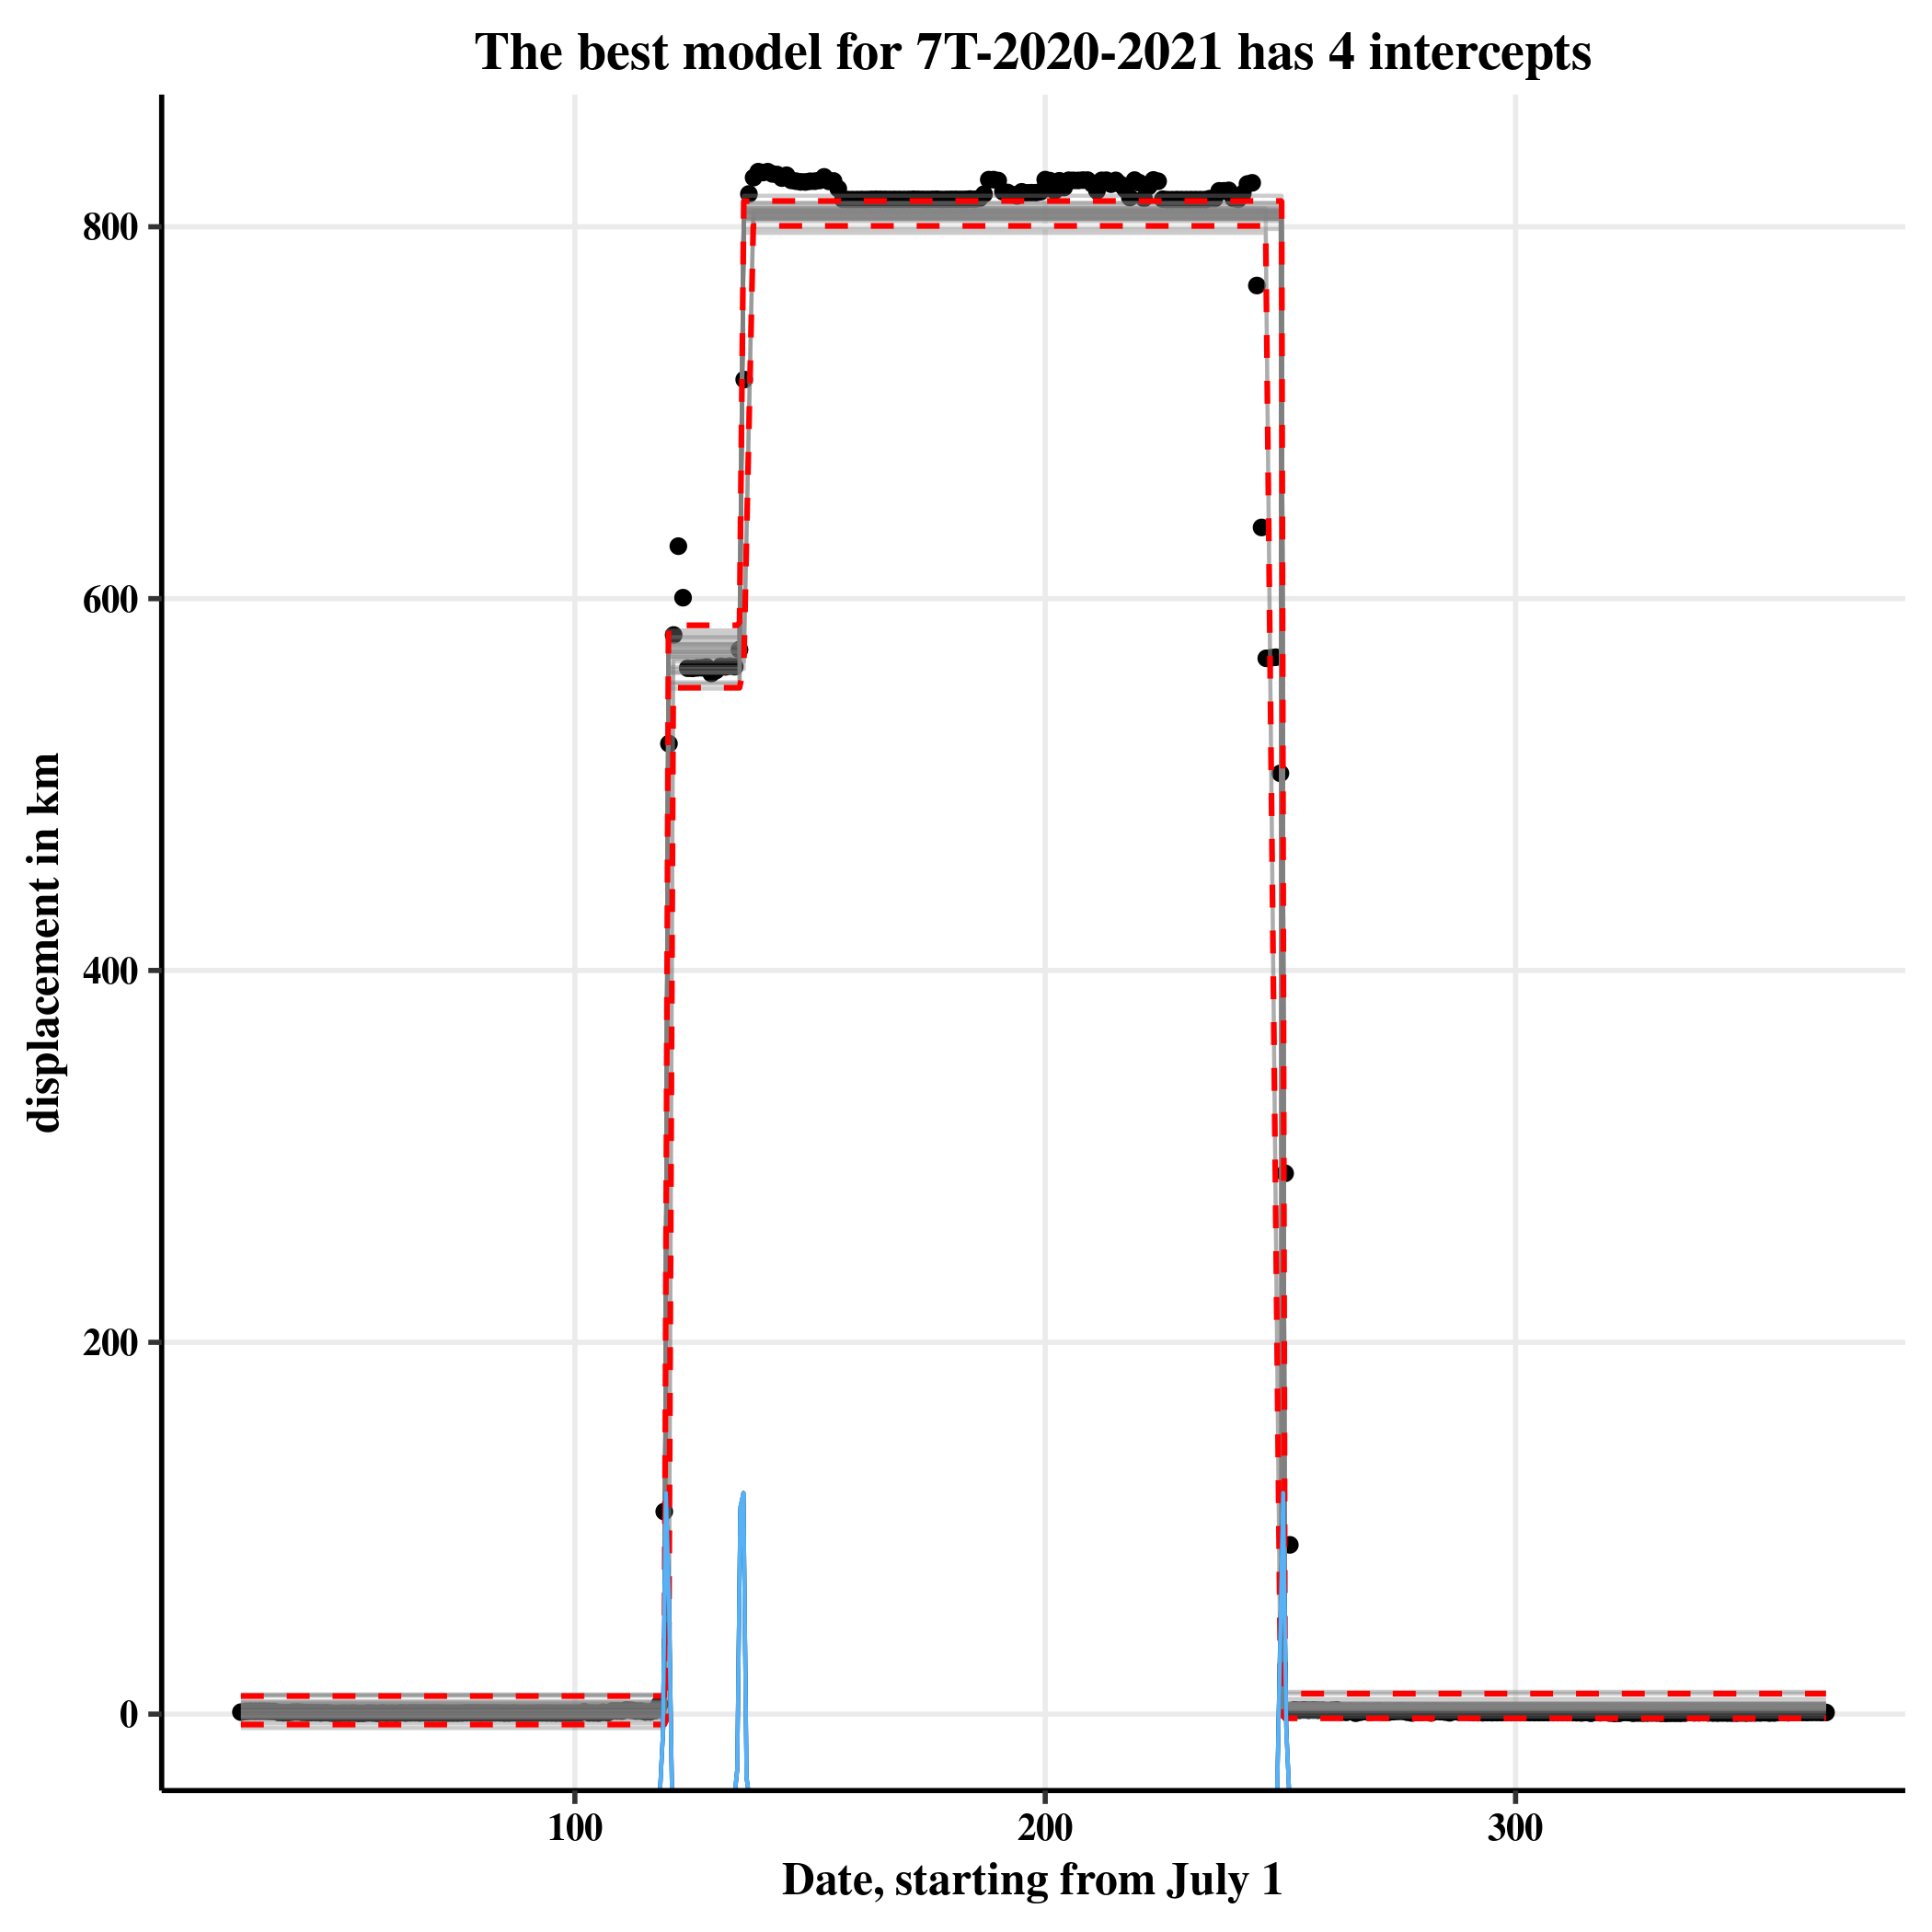 The best model for 7T-2020-2021 has 4 intercepts
800
600
400
200
0
displacement in km
100 200 300
Date, starting from July 1